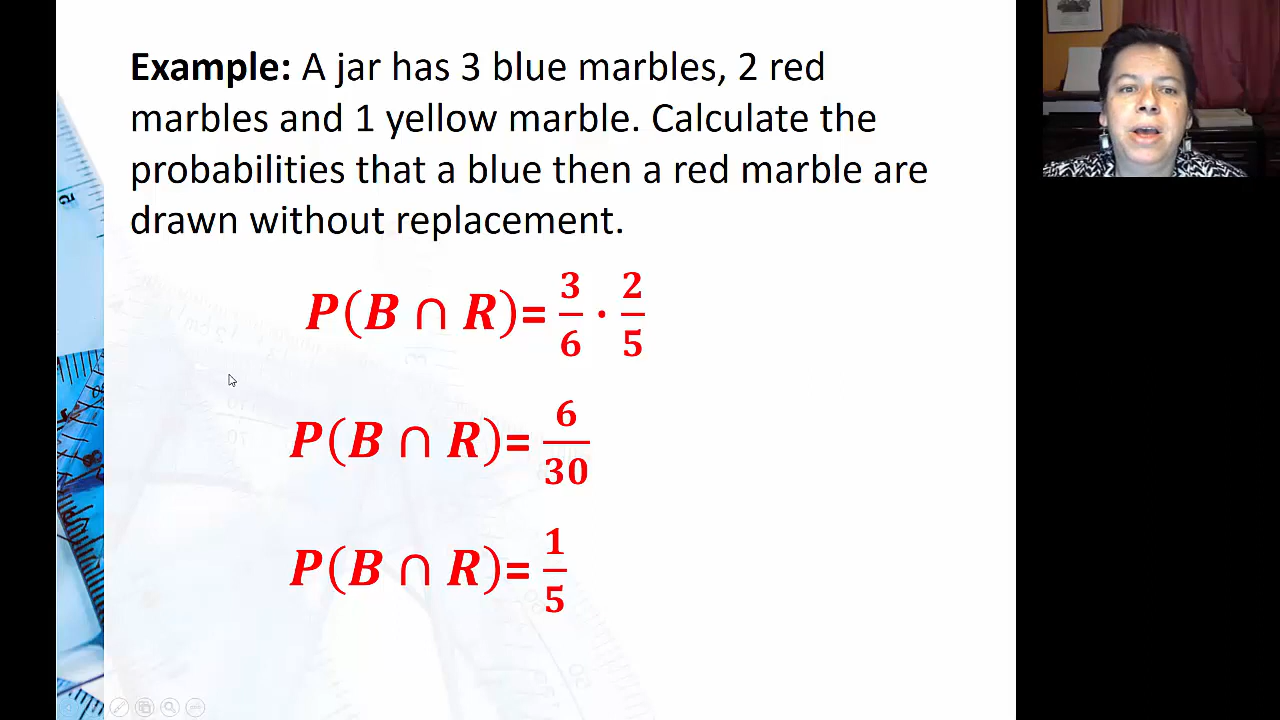 Example: A jar has 3 blue marbles, 2 red
marbles and 1 yellow marble. Calculate the
probabilities that a blue then a red marble are
drawn without replacement.
P(B ∩ R)= 3/6 · 2/5
P(B ∩ R)= 6/30
P(B ∩ R)= 1/5